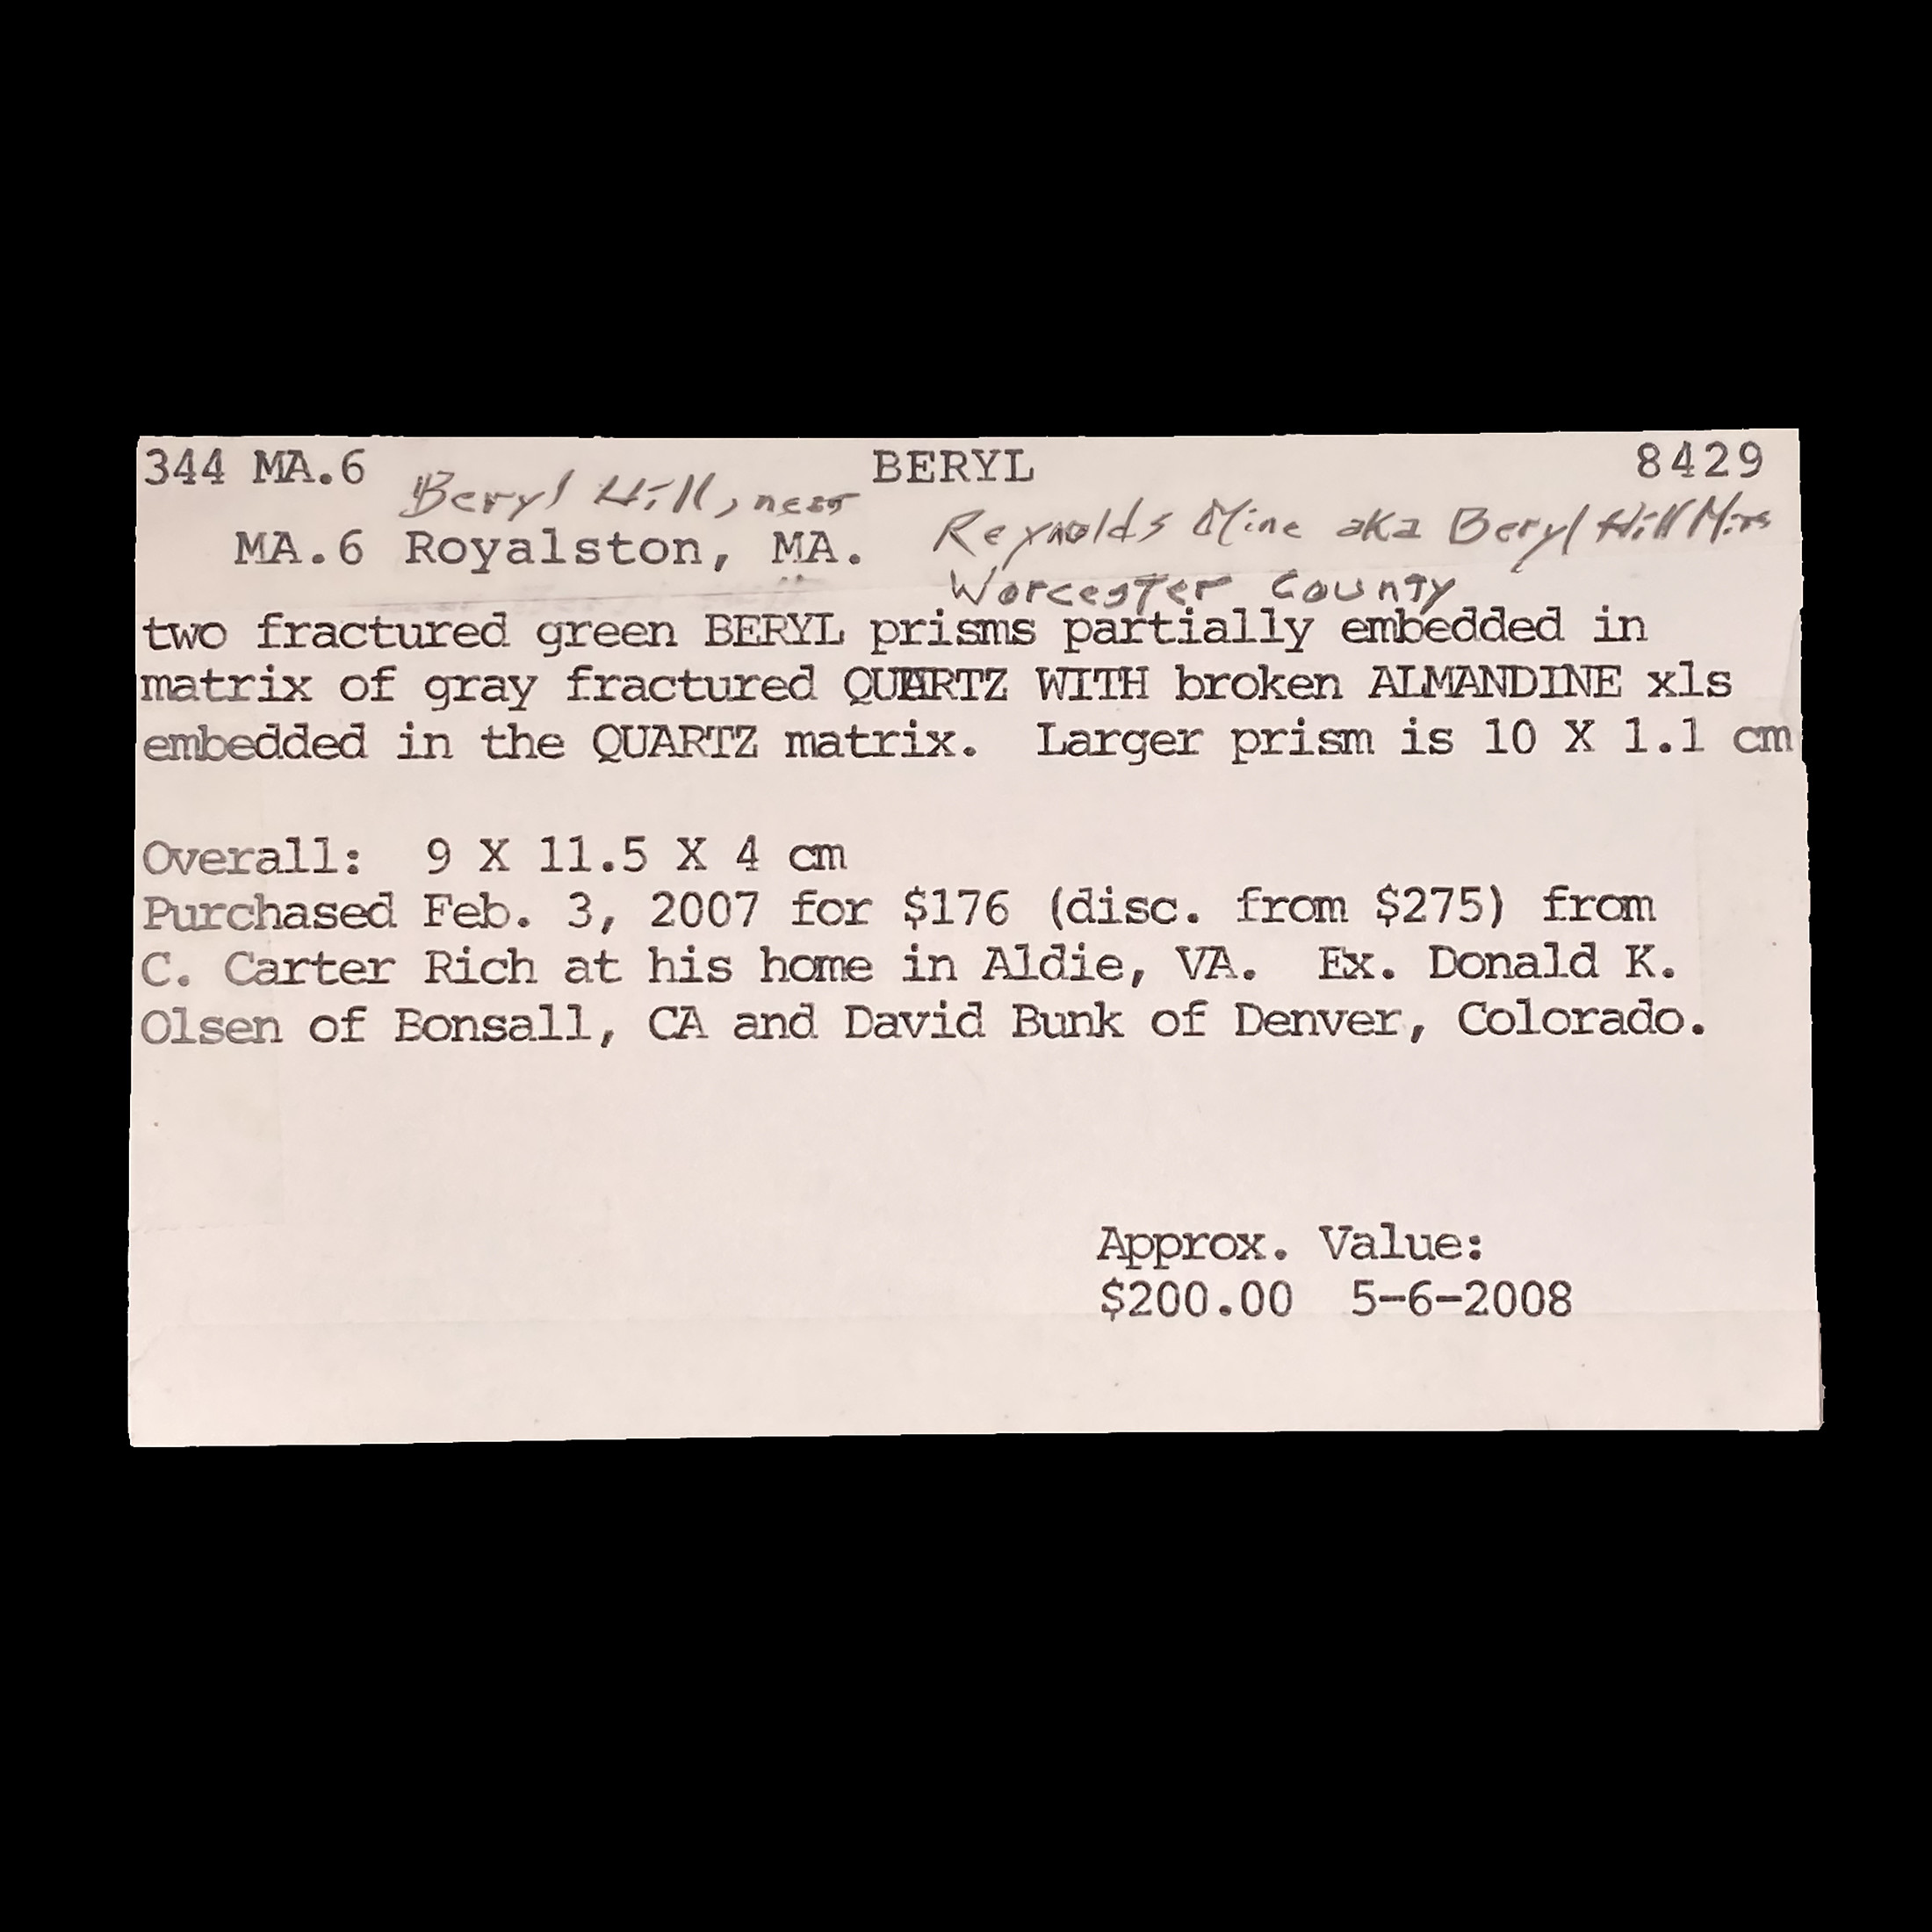 344 MA.6 BERYL 8429
Beryl Hill, near
MA.6 Royalston, MA. Reynolds Mine aka Beryl Hill Mine
Worcester County
two fractured green BERYL prisms partially embedded in
matrix of gray fractured QUARTZ WITH broken ALMANDINE xls
embedded in the QUARTZ matrix. Larger prism is 10 X 1.1 cm
Overall: 9 X 11.5 X 4 cm
Purchased Feb. 3, 2007 for $176 (disc. from $275) from
C. Carter Rich at his home in Aldie, VA. Ex. Donald K.
Olsen of Bonsall, CA and David Bunk of Denver, Colorado.
Approx. Value:
$200.00 5-6-2008